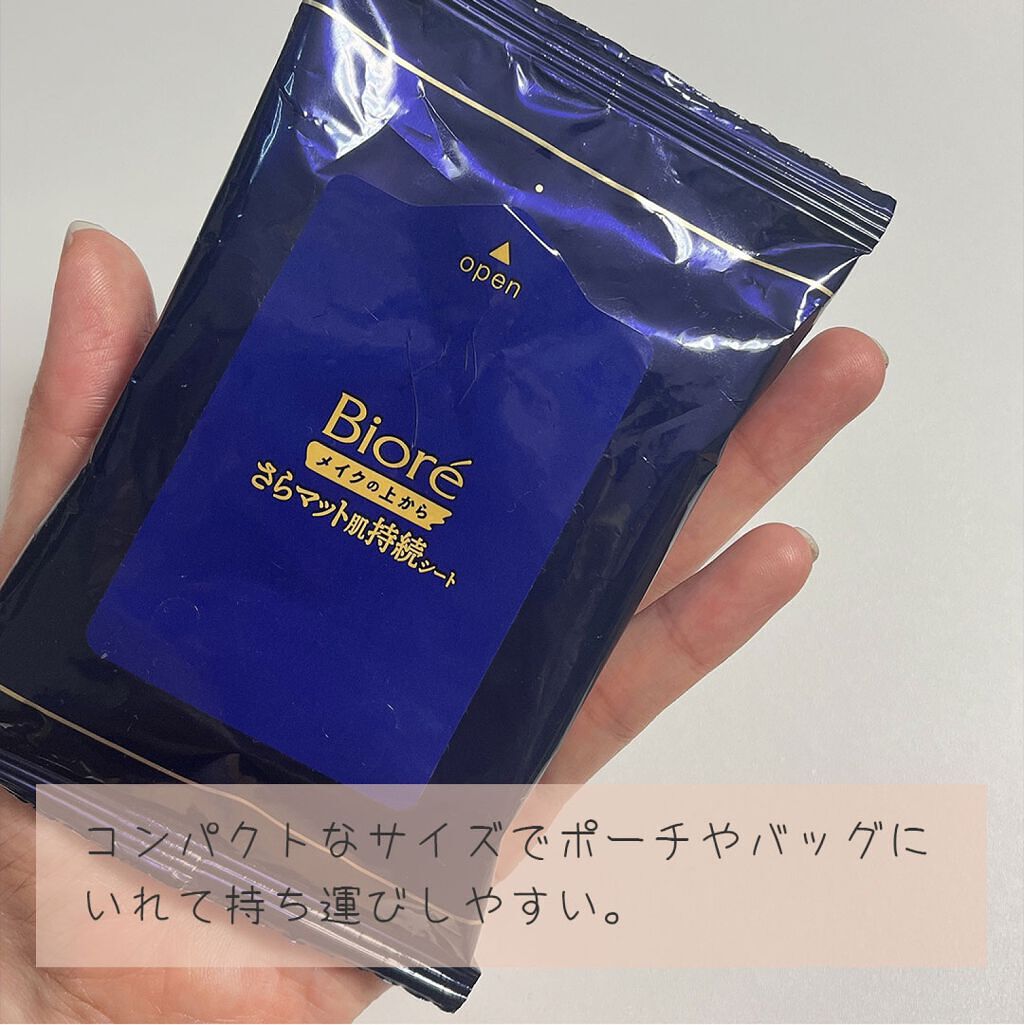 open
Bioré
メイクの上から
さらマット肌持続シート
コンパクトなサイズでポーチやバッグに
いれて持ち運びしやすい。